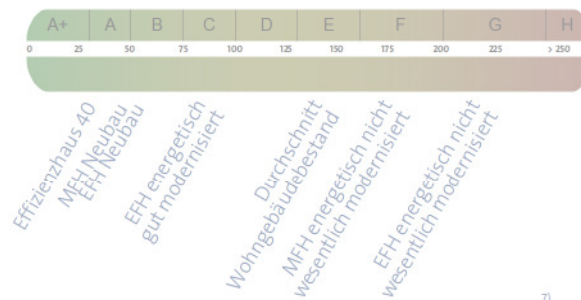 A+ A B C D E F G H
0 25 50 75 100 125 150 175 200 225 > 250
Effizienzhaus 40
MFH Neubau
EFH Neubau
EFH energetisch
gut modernisiert
Durchschnitt
Wohngebäudebestand
MFH energetisch nicht
wesentlich modernisiert
EFH energetisch nicht
wesentlich modernisiert
7)